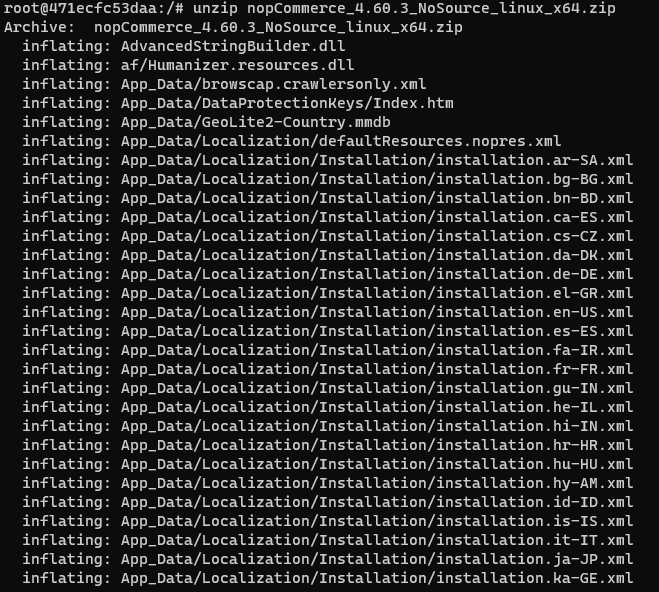 root@471ecfc53daa:/# unzip nopCommerce_4.60.3_NoSource_linux_x64.zip
Archive:  nopCommerce_4.60.3_NoSource_linux_x64.zip
  inflating: AdvancedStringBuilder.dll
  inflating: af/Humanizer.resources.dll
  inflating: App_Data/browscap.crawlersonly.xml
  inflating: App_Data/DataProtectionKeys/Index.htm
  inflating: App_Data/GeoLite2-Country.mmdb
  inflating: App_Data/Localization/defaultResources.nopres.xml
  inflating: App_Data/Localization/Installation/installation.ar-SA.xml
  inflating: App_Data/Localization/Installation/installation.bg-BG.xml
  inflating: App_Data/Localization/Installation/installation.bn-BD.xml
  inflating: App_Data/Localization/Installation/installation.ca-ES.xml
  inflating: App_Data/Localization/Installation/installation.cs-CZ.xml
  inflating: App_Data/Localization/Installation/installation.da-DK.xml
  inflating: App_Data/Localization/Installation/installation.de-DE.xml
  inflating: App_Data/Localization/Installation/installation.el-GR.xml
  inflating: App_Data/Localization/Installation/installation.en-US.xml
  inflating: App_Data/Localization/Installation/installation.es-ES.xml
  inflating: App_Data/Localization/Installation/installation.fa-IR.xml
  inflating: App_Data/Localization/Installation/installation.fr-FR.xml
  inflating: App_Data/Localization/Installation/installation.gu-IN.xml
  inflating: App_Data/Localization/Installation/installation.he-IL.xml
  inflating: App_Data/Localization/Installation/installation.hi-IN.xml
  inflating: App_Data/Localization/Installation/installation.hr-HR.xml
  inflating: App_Data/Localization/Installation/installation.hu-HU.xml
  inflating: App_Data/Localization/Installation/installation.hy-AM.xml
  inflating: App_Data/Localization/Installation/installation.id-ID.xml
  inflating: App_Data/Localization/Installation/installation.is-IS.xml
  inflating: App_Data/Localization/Installation/installation.it-IT.xml
  inflating: App_Data/Localization/Installation/installation.ja-JP.xml
  inflating: App_Data/Localization/Installation/installation.ka-GE.xml